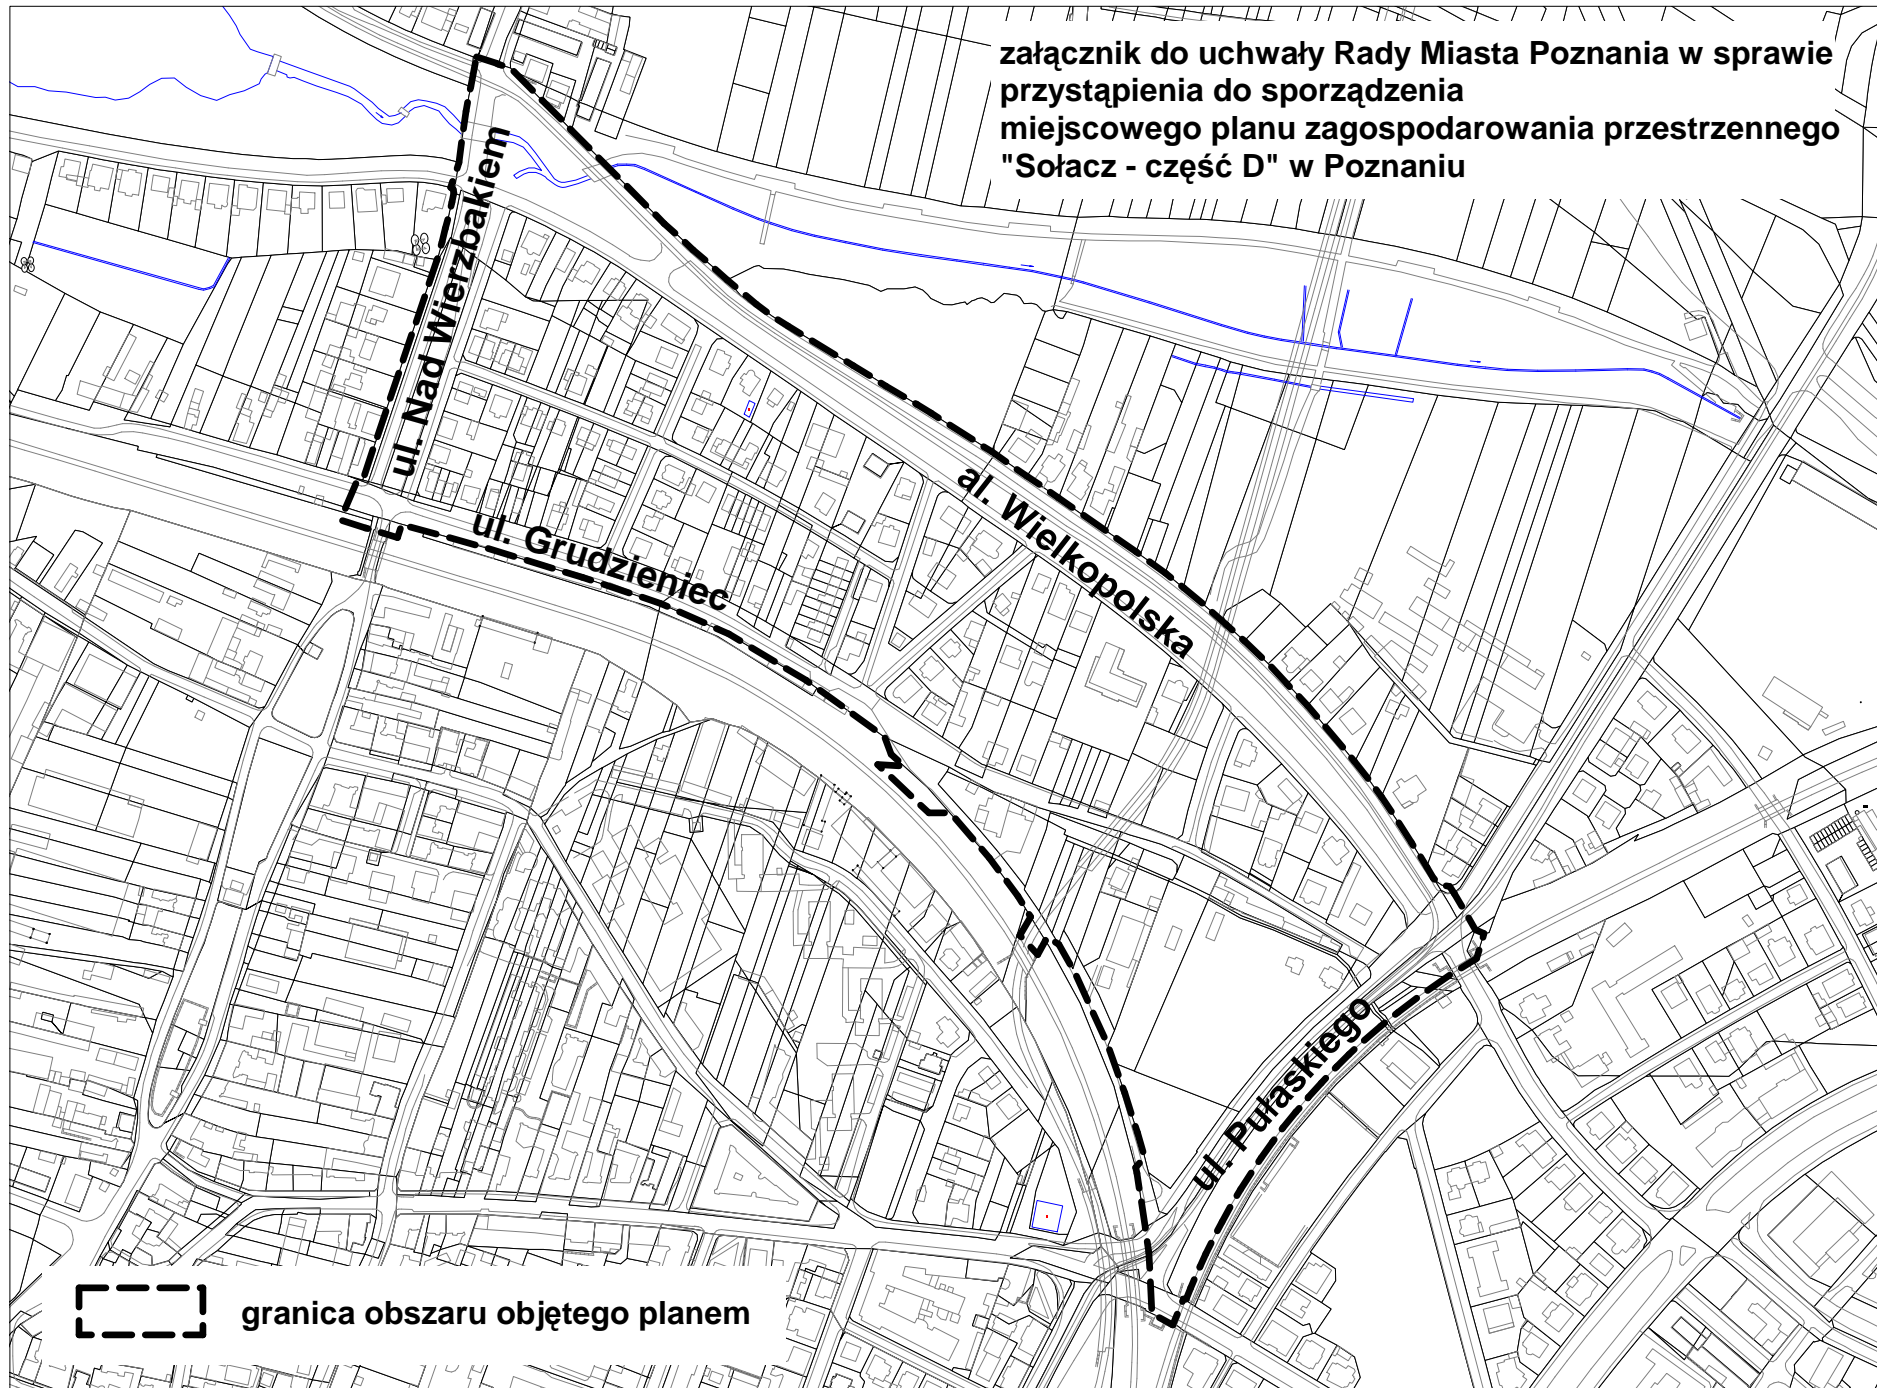 załącznik do uchwały Rady Miasta Poznania w sprawie
przystąpienia do sporządzenia
miejscowego planu zagospodarowania przestrzennego
"Sołacz - część D" w Poznaniu
ul. Nad Wierzbakiem
ul. Grudzieniec
al. Wielkopolska
ul. Pułaskiego
granica obszaru objętego planem